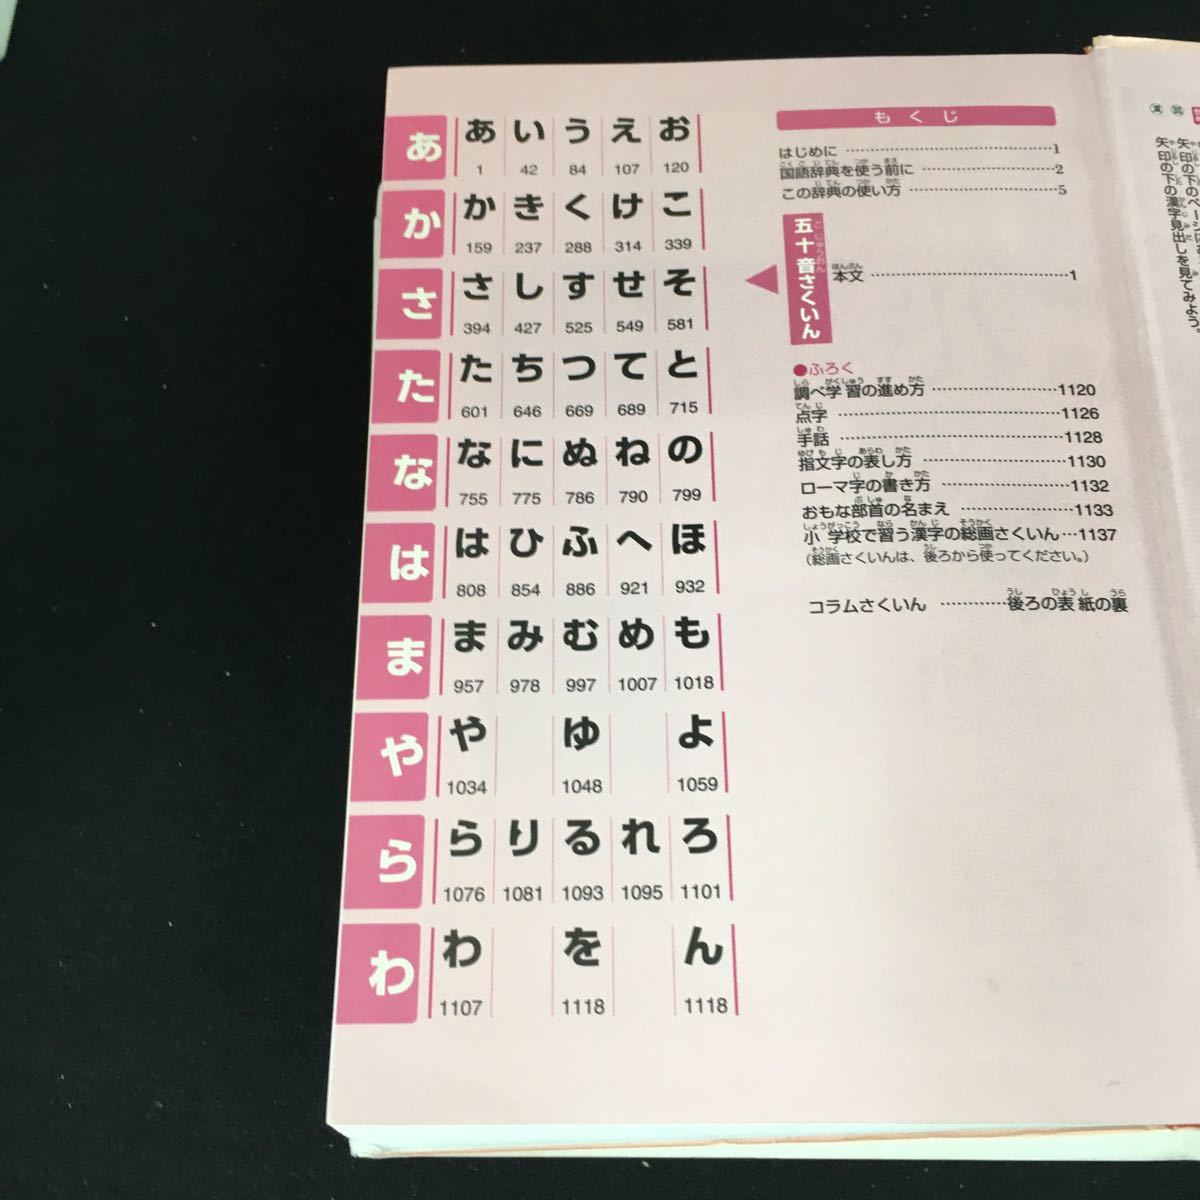 あ あ い う え お
1 42 84 107 120
か か き く け こ
159 237 288 314 339
さ さ し す せ そ
394 427 525 549 581
た た ち つ て と
601 646 669 689 715
な な に ぬ ね の
755 775 786 790 799
は は ひ ふ へ ほ
808 854 886 921 932
ま ま み む め も
957 978 997 1007 1018
や や ゆ よ
1034 1048 1059
ら ら り る れ ろ
1076 1081 1093 1095 1101
わ わ を ん
1107 1118 1118
もくじ
はじめに …… 1
国語辞典を使う前に …… 2
この辞典の使い方 …… 5
五十音さくいん
本文 …… 1
●ふろく
調べ学習の進め方 …… 1120
点字 …… 1126
手話 …… 1128
指文字の表し方 …… 1130
ローマ字の書き方 …… 1132
おもな部首の名まえ …… 1133
小学校で習う漢字の総画さくいん … 1137
（総画さくいんは、後ろから使ってください。）
コラムさくいん …… 後ろの表紙の裏
矢印の下のページ
矢印の下の漢字見出しを見てみよう。